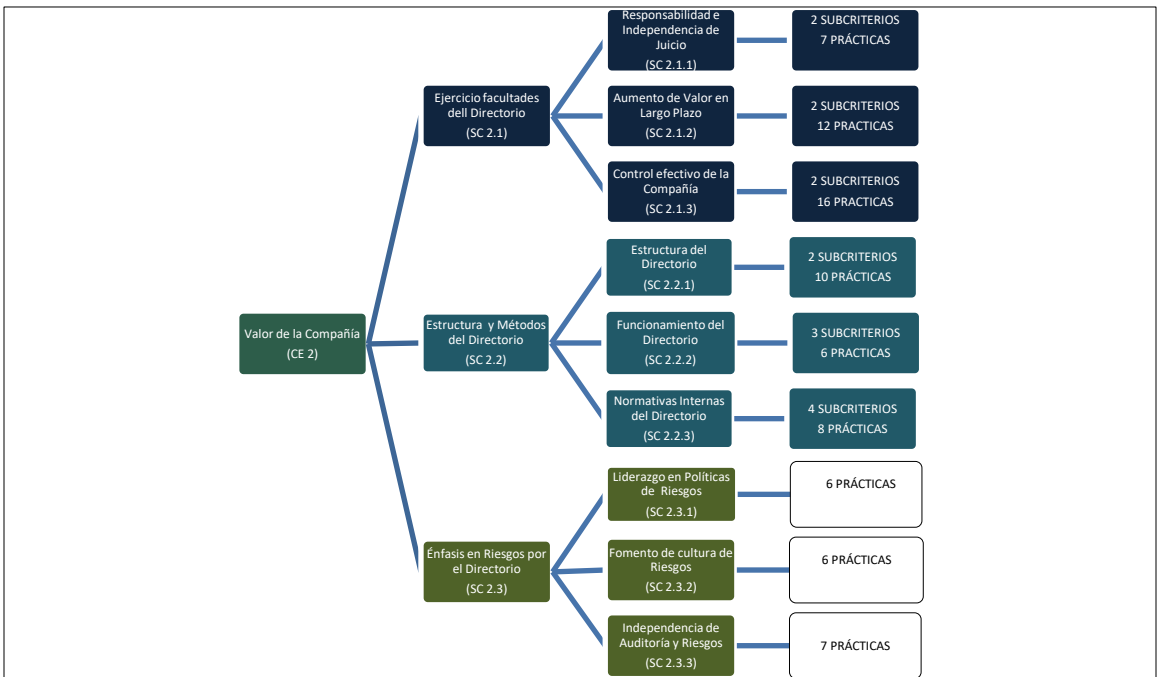 Responsabilidad e
Independencia de
Juicio
(SC 2.1.1)
2 SUBCRITERIOS
7 PRÁCTICAS
Ejercicio facultades
dell Directorio
(SC 2.1)
Aumento de Valor en
Largo Plazo
(SC 2.1.2)
2 SUBCRITERIOS
12 PRACTICAS
Control efectivo de la
Compañía
(SC 2.1.3)
2 SUBCRITERIOS
16 PRACTICAS
Estructura del
Directorio
(SC 2.2.1)
2 SUBCRITERIOS
10 PRÁCTICAS
Valor de la Compañía
(CE 2)
Estructura y Métodos
del Directorio
(SC 2.2)
Funcionamiento del
Directorio
(SC 2.2.2)
3 SUBCRITERIOS
6 PRACTICAS
Normativas Internas
del Directorio
(SC 2.2.3)
4 SUBCRITERIOS
8 PRÁCTICAS
Liderazgo en Políticas
de Riesgos
(SC 2.3.1)
6 PRÁCTICAS
Énfasis en Riesgos por
el Directorio
(SC 2.3)
Fomento de cultura de
Riesgos
(SC 2.3.2)
6 PRÁCTICAS
Independencia de
Auditoría y Riesgos
(SC 2.3.3)
7 PRÁCTICAS